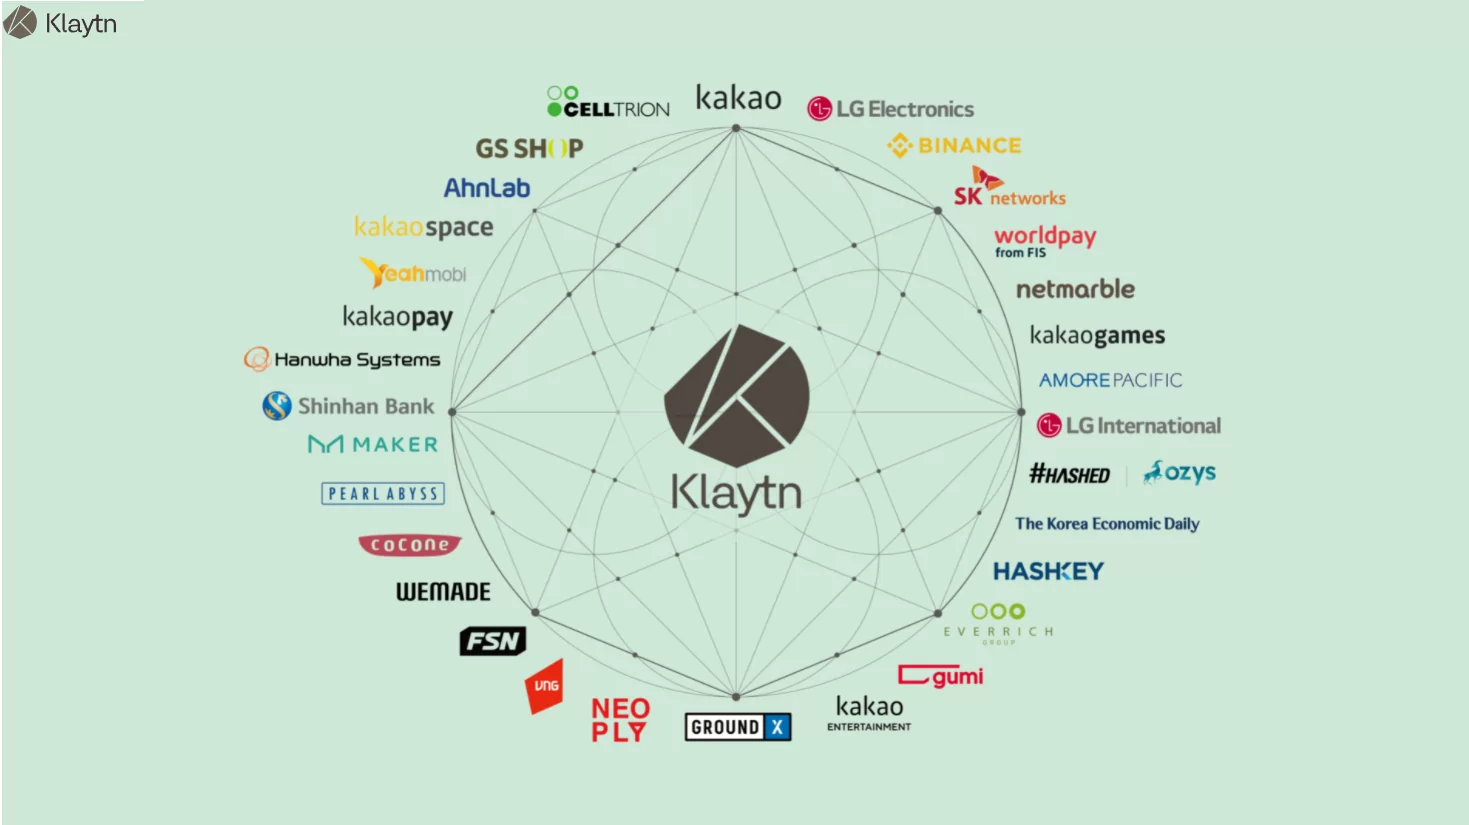 Klaytn
CELLTRION
kakao
LG Electronics
GS SHOP
BINANCE
AhnLab
SK networks
kakaospace
worldpay
from FIS
Yeahmobi
netmarble
kakaopay
kakaogames
Hanwha Systems
AMOREPACIFIC
Shinhan Bank
LG International
MAKER
#HASHED
ozys
Klaytn
PEARL ABYSS
The Korea Economic Daily
cocone
HASHKEY
WEMADE
EVERRICH
GROUP
FSN
gumi
VNG
kakao
ENTERTAINMENT
NEO
PLY
GROUND X